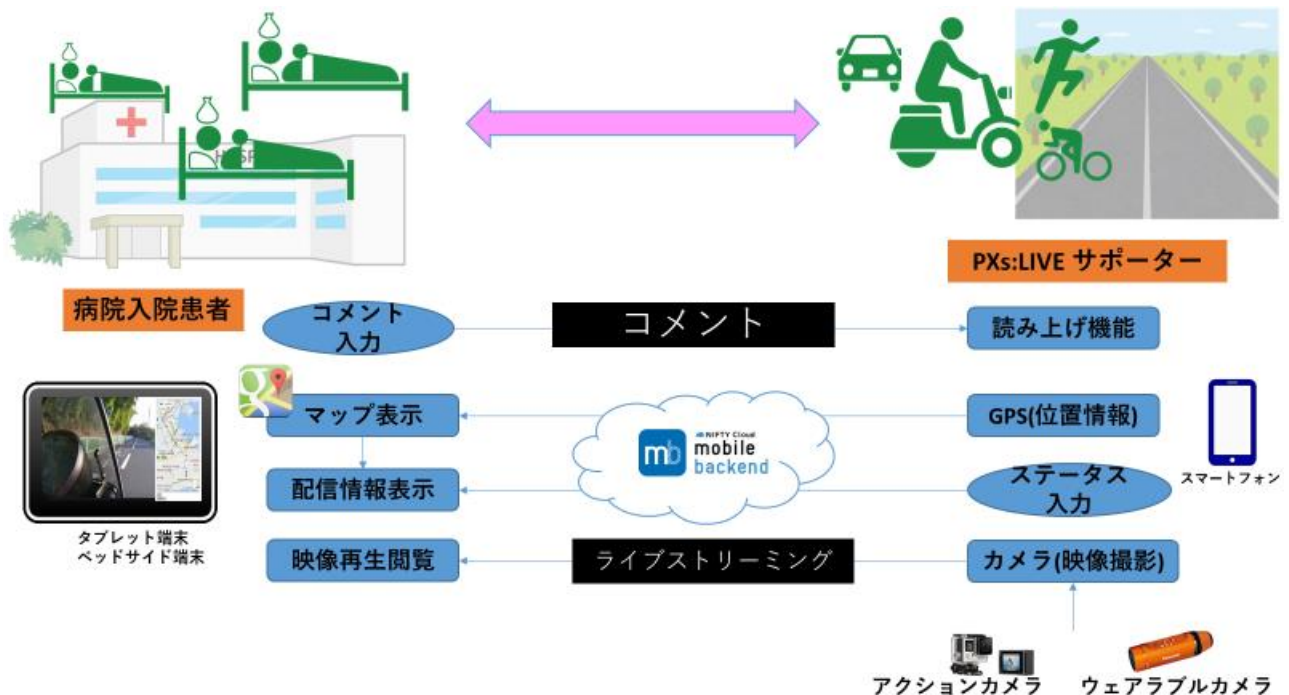 PXs:LIVE サポーター
病院入院患者
コメント
入力
コメント
読み上げ機能
マップ表示
GPS(位置情報)
NIFTY Cloud
mb
mobile
backend
配信情報表示
ステータス
入力
スマートフォン
タブレット端末
ベッドサイド端末
映像再生閲覧
ライブストリーミング
カメラ(映像撮影)
アクションカメラ
ウェアラブルカメラ